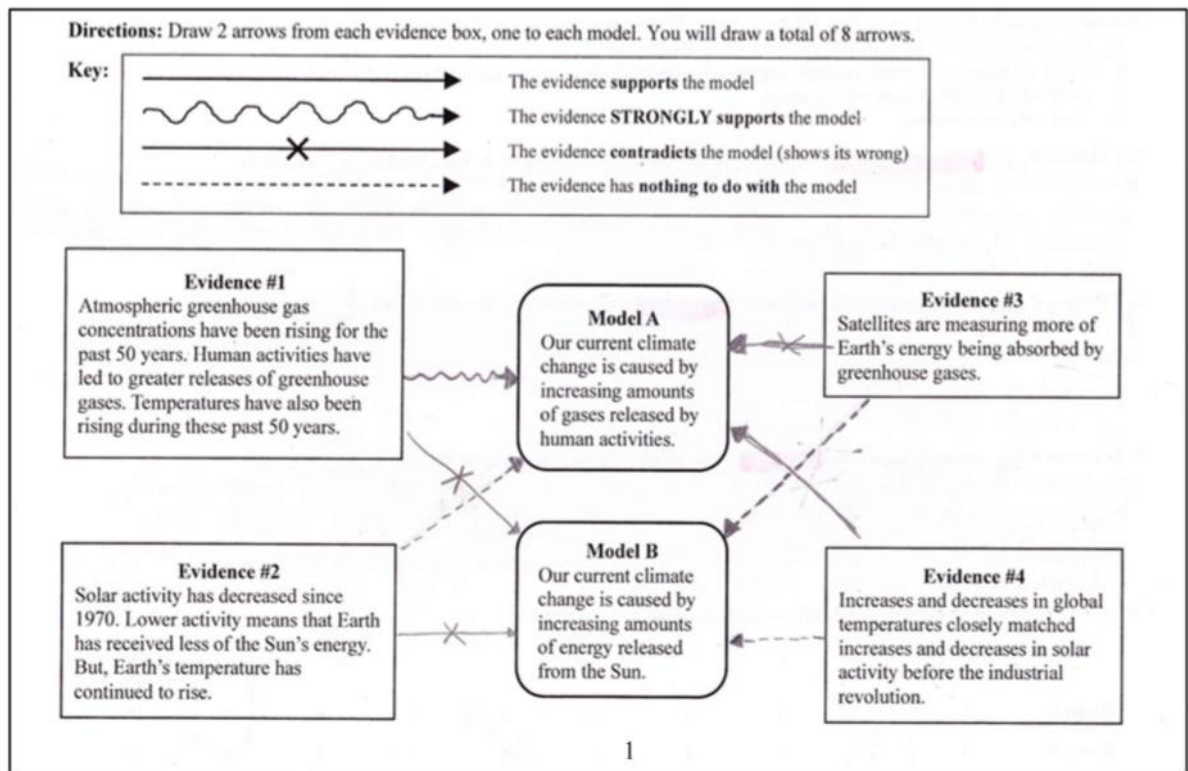 Directions: Draw 2 arrows from each evidence box, one to each model. You will draw a total of 8 arrows.
Key:
The evidence supports the model
The evidence STRONGLY supports the model
The evidence contradicts the model (shows its wrong)
The evidence has nothing to do with the model
Evidence #1
Atmospheric greenhouse gas
concentrations have been rising for the
past 50 years. Human activities have
led to greater releases of greenhouse
gases. Temperatures have also been
rising during these past 50 years.
Model A
Our current climate
change is caused by
increasing amounts
of gases released by
human activities.
Evidence #3
Satellites are measuring more of
Earth's energy being absorbed by
greenhouse gases.
Evidence #2
Solar activity has decreased since
1970. Lower activity means that Earth
has received less of the Sun's energy.
But, Earth's temperature has
continued to rise.
Model B
Our current climate
change is caused by
increasing amounts
of energy released
from the Sun.
Evidence #4
Increases and decreases in global
temperatures closely matched
increases and decreases in solar
activity before the industrial
revolution.
1